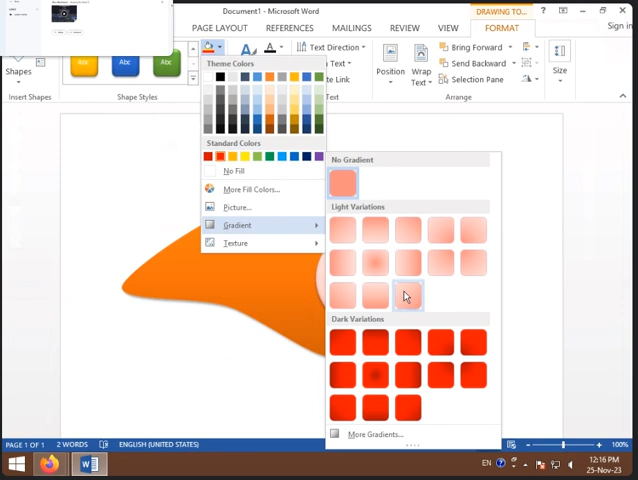 Document1 - Microsoft Word
DRAWING TO...
Sign in
PAGE LAYOUT REFERENCES MAILINGS REVIEW VIEW FORMAT
Shapes
Abc Abc Abc
Text Direction
Text
te Link
Position
Wrap Text
Bring Forward
Send Backward
Selection Pane
Size
Insert Shapes
Shape Styles
Arrange
Theme Colors
Standard Colors
No Fill
More Fill Colors...
Picture...
Gradient
Texture
No Gradient
Light Variations
Dark Variations
More Gradients...
PAGE 1 OF 1 2 WORDS ENGLISH (UNITED STATES) 100%
EN
12:16 PM
25-Nov-23